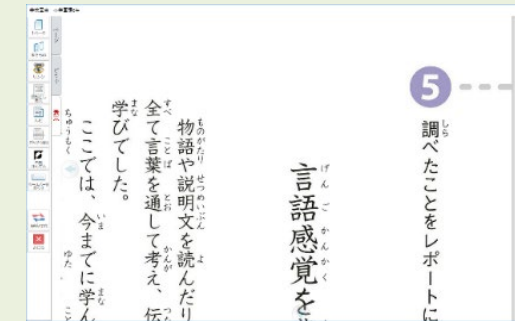 5
調べたことをレポートに
言語感覚を
物語や説明文を読んだり
全て言葉を通して考え、伝
学びでした。
ここでは、今までに学ん